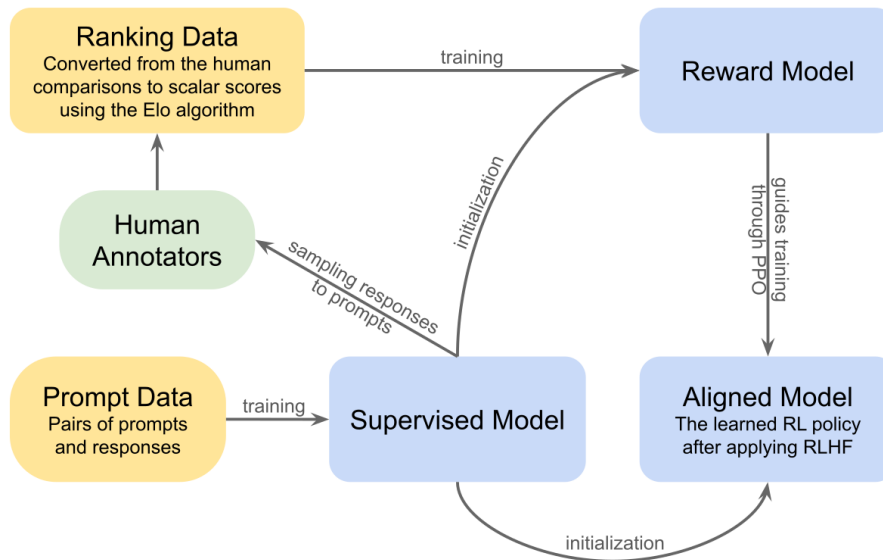 Ranking Data
Converted from the human
comparisons to scalar scores
using the Elo algorithm
training
Reward Model
initialization
guides training
through PPO
Human
Annotators
sampling responses
to prompts
Prompt Data
Pairs of prompts
and responses
training
Supervised Model
Aligned Model
The learned RL policy
after applying RLHF
initialization